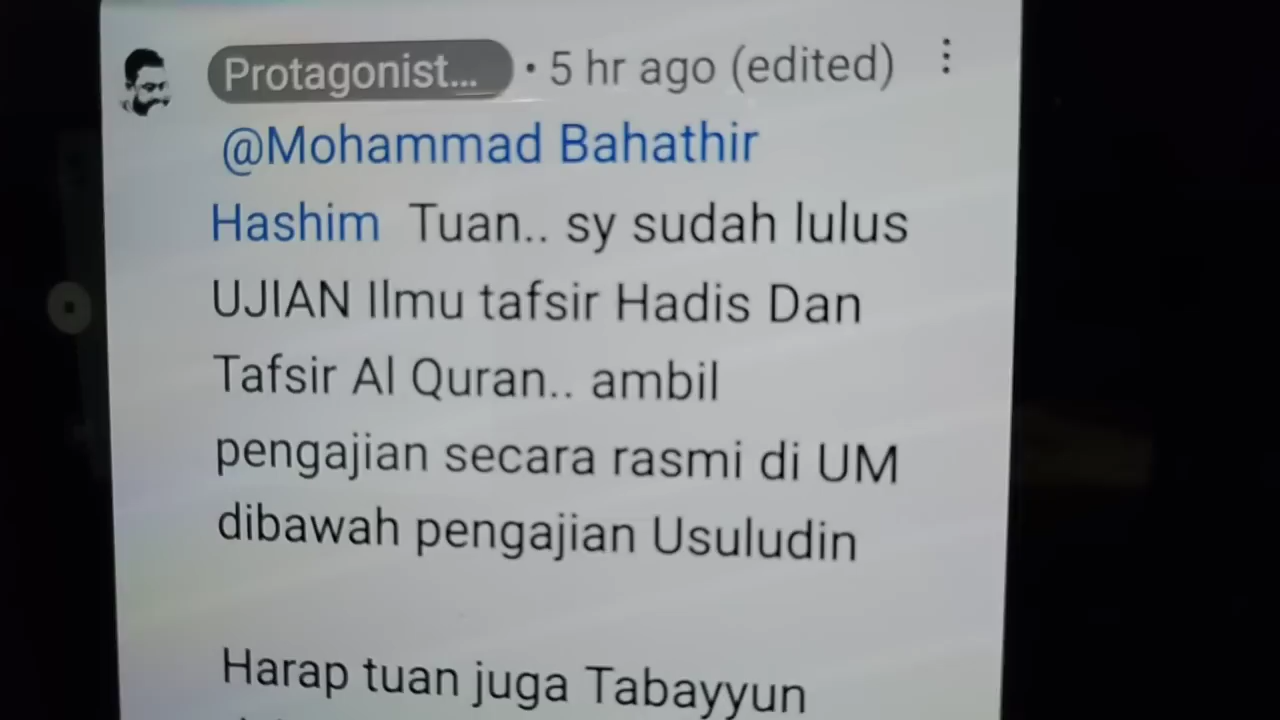 Protagonist... • 5 hr ago (edited)
@Mohammad Bahathir
Hashim Tuan.. sy sudah lulus
UJIAN Ilmu tafsir Hadis Dan
Tafsir Al Quran.. ambil
pengajian secara rasmi di UM
dibawah pengajian Usuludin
Harap tuan juga Tabayyun